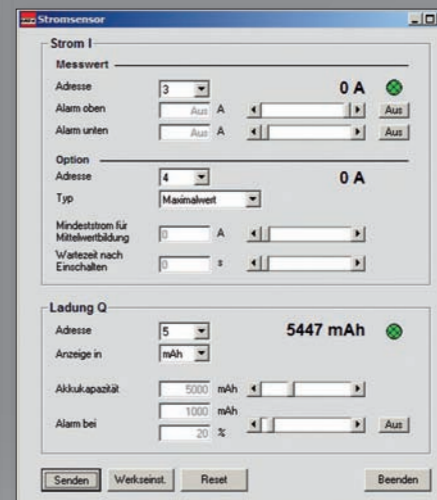 Stromsensor
Strom I
Messwert
Adresse 3 0 A
Alarm oben Aus A Aus
Alarm unten Aus A Aus
Option
Adresse 4 0 A
Typ Maximalwert
Mindeststrom für
Mittelwertbildung 0 A
Wartezeit nach
Einschalten 0 s
Ladung Q
Adresse 5 5447 mAh
Anzeige in mAh
Akkukapazität 5000 mAh
1000 mAh
Alarm bei Aus
20 %
Senden Werkseinst. Reset Beenden